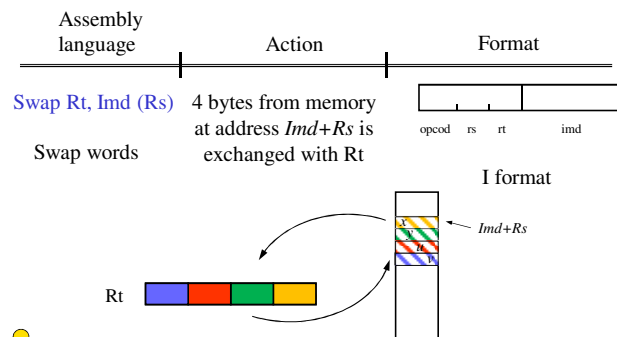 Assembly
language
Action
Format
Swap Rt, Imd (Rs)
4 bytes from memory
at address Imd+Rs is
exchanged with Rt
Swap words
opcod rs rt imd
I format
x
y
u
v
Imd+Rs
Rt